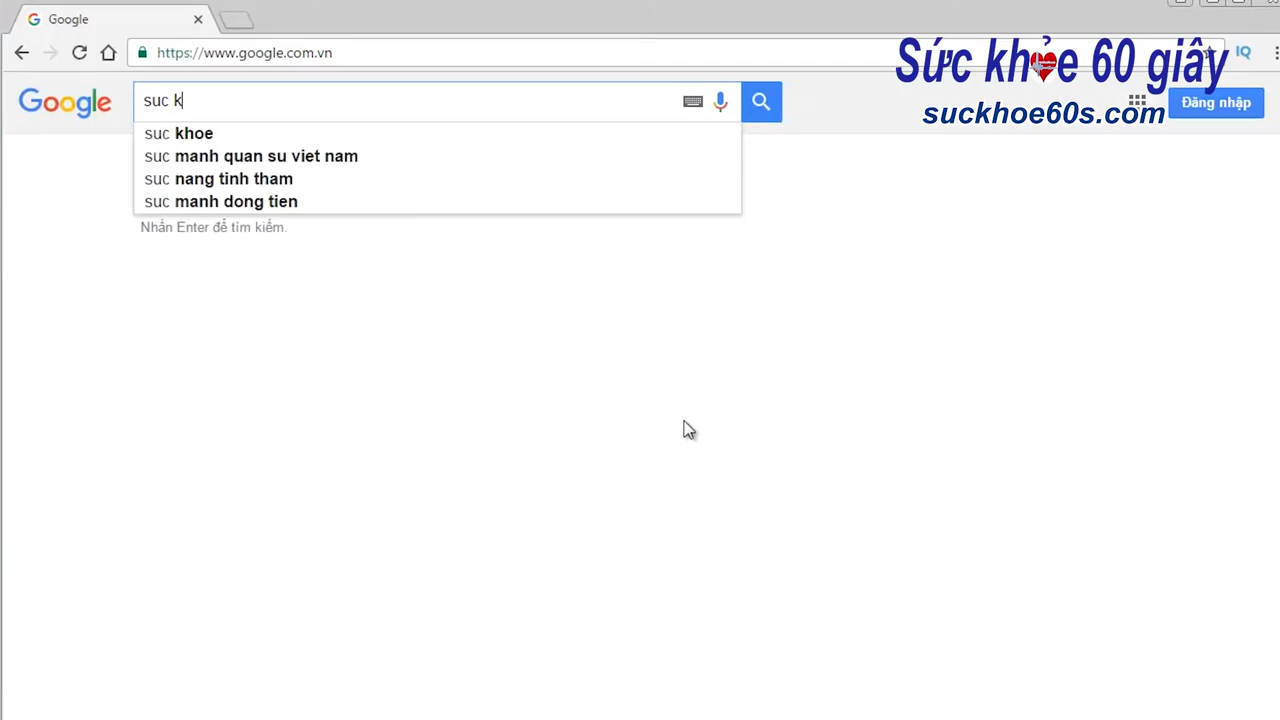 Google
https://www.google.com.vn
Sức khỏe 60 giây
IQ
suckhoe60s.com
Google
suc k
Đăng nhập
suc khoe
suc manh quan su viet nam
suc nang tinh tham
suc manh dong tien
Nhấn Enter để tìm kiếm.